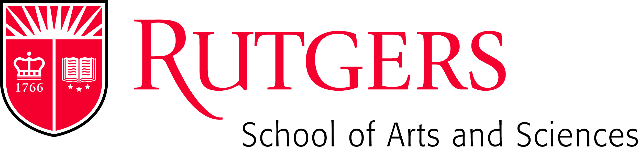 RUTGERS
1766
School of Arts and Sciences